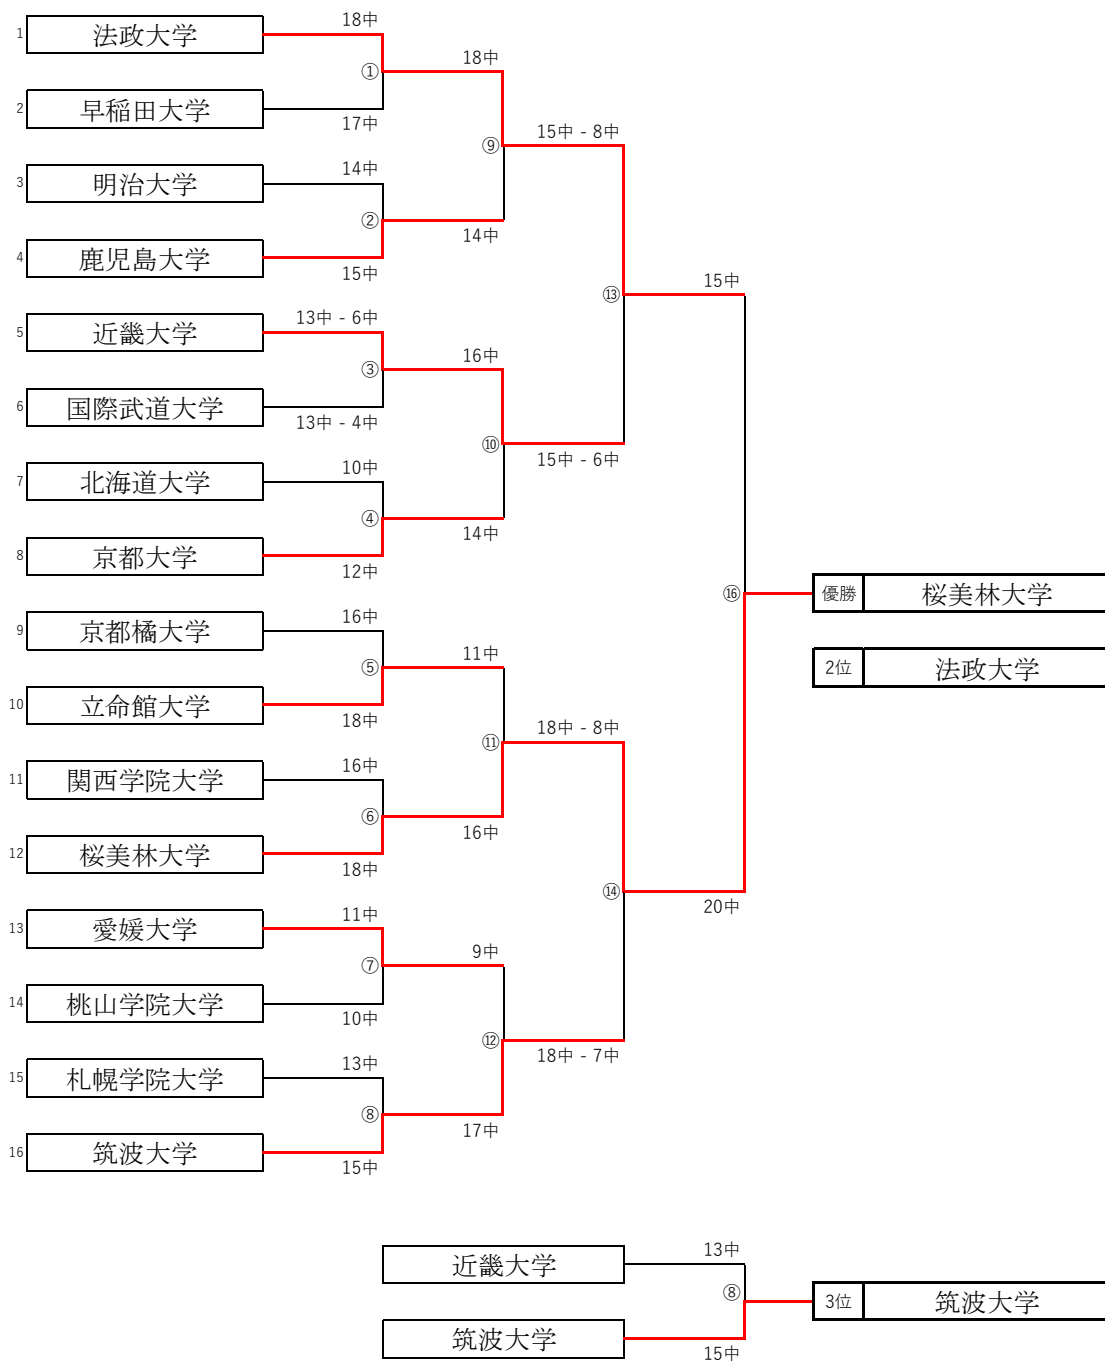 18中
1 法政大学
18中
①
2 早稲田大学
17中
15中 - 8中
⑨
14中
3 明治大学
②
14中
4 鹿児島大学
15中
15中
⑬
13中 - 6中
5 近畿大学
16中
③
6 国際武道大学
13中 - 4中
⑩
15中 - 6中
10中
7 北海道大学
④
14中
8 京都大学
12中
⑯
優勝 桜美林大学
16中
9 京都橘大学
11中
⑤
2位 法政大学
10 立命館大学
18中
18中 - 8中
⑪
16中
11 関西学院大学
⑥
16中
12 桜美林大学
18中
⑭
20中
11中
13 愛媛大学
9中
⑦
14 桃山学院大学
10中
⑫
18中 - 7中
13中
15 札幌学院大学
⑧
17中
16 筑波大学
15中
13中
近畿大学
⑧
3位 筑波大学
筑波大学
15中